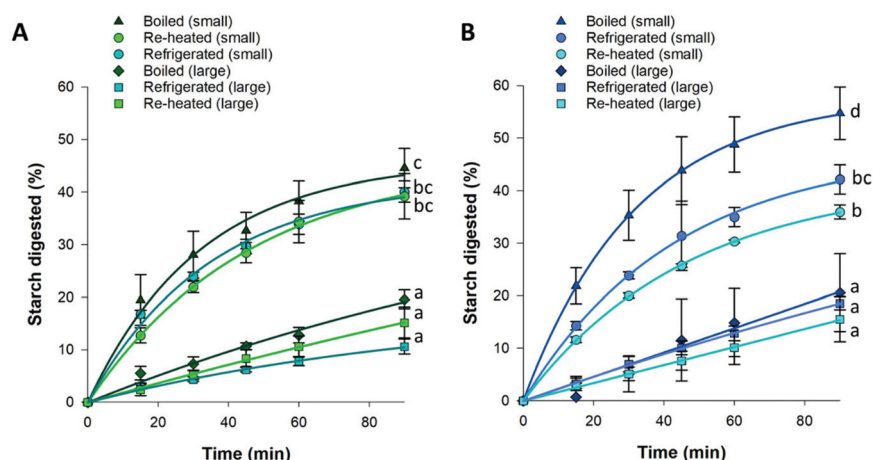 A
Boiled (small)
Re-heated (small)
Refrigerated (small)
Boiled (large)
Refrigerated (large)
Re-heated (large)
60
50
40
30
20
10
0
Starch digested (%)
c
bc
bc
a
a
a
0
20
40
60
80
Time (min)
B
Boiled (small)
Refrigerated (small)
Re-heated (small)
Boiled (large)
Refrigerated (large)
Re-heated (large)
60
50
40
30
20
10
0
Starch digested (%)
d
bc
b
a
a
a
0
20
40
60
80
Time (min)